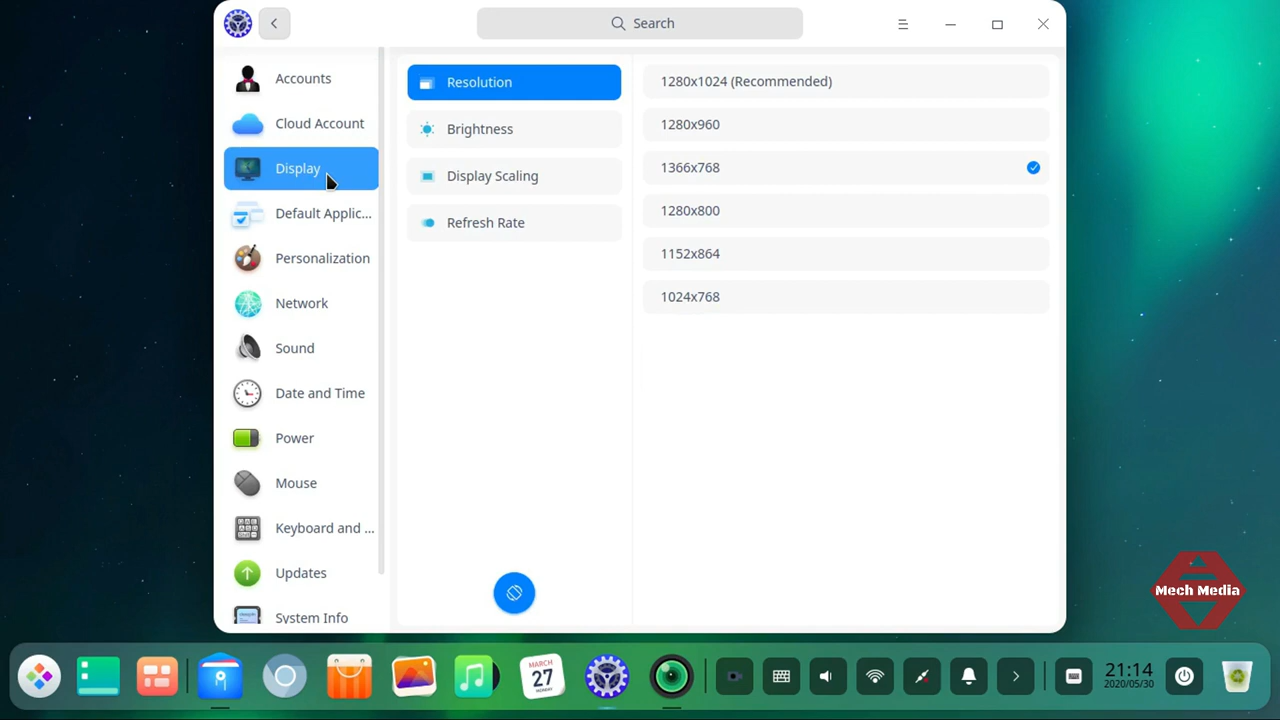 Search
Accounts
Cloud Account
Display
Default Applic...
Personalization
Network
Sound
Date and Time
Power
Mouse
Keyboard and ...
Updates
System Info
Resolution
Brightness
Display Scaling
Refresh Rate
1280x1024 (Recommended)
1280x960
1366x768
1280x800
1152x864
1024x768
Mech Media
MARCH
27
MONDAY
21:14
2020/05/30